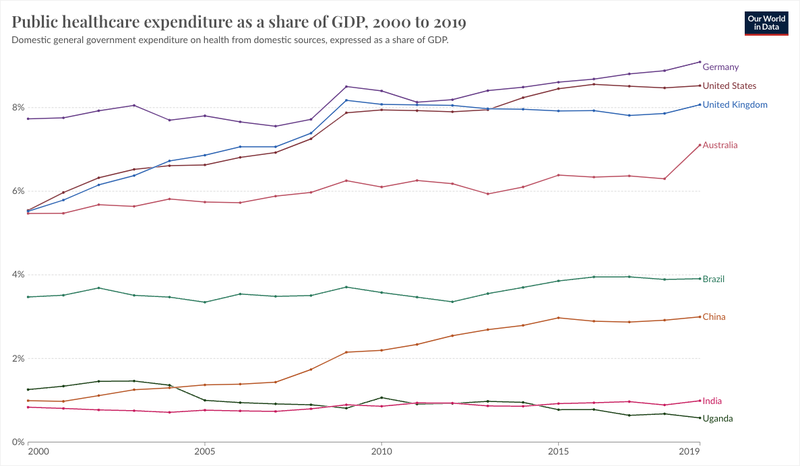 Public healthcare expenditure as a share of GDP, 2000 to 2019
Our World
in Data
Domestic general government expenditure on health from domestic sources, expressed as a share of GDP.
Germany
United States
8%
United Kingdom
Australia
6%
4%
Brazil
China
2%
India
Uganda
0%
2000
2005
2010
2015
2019